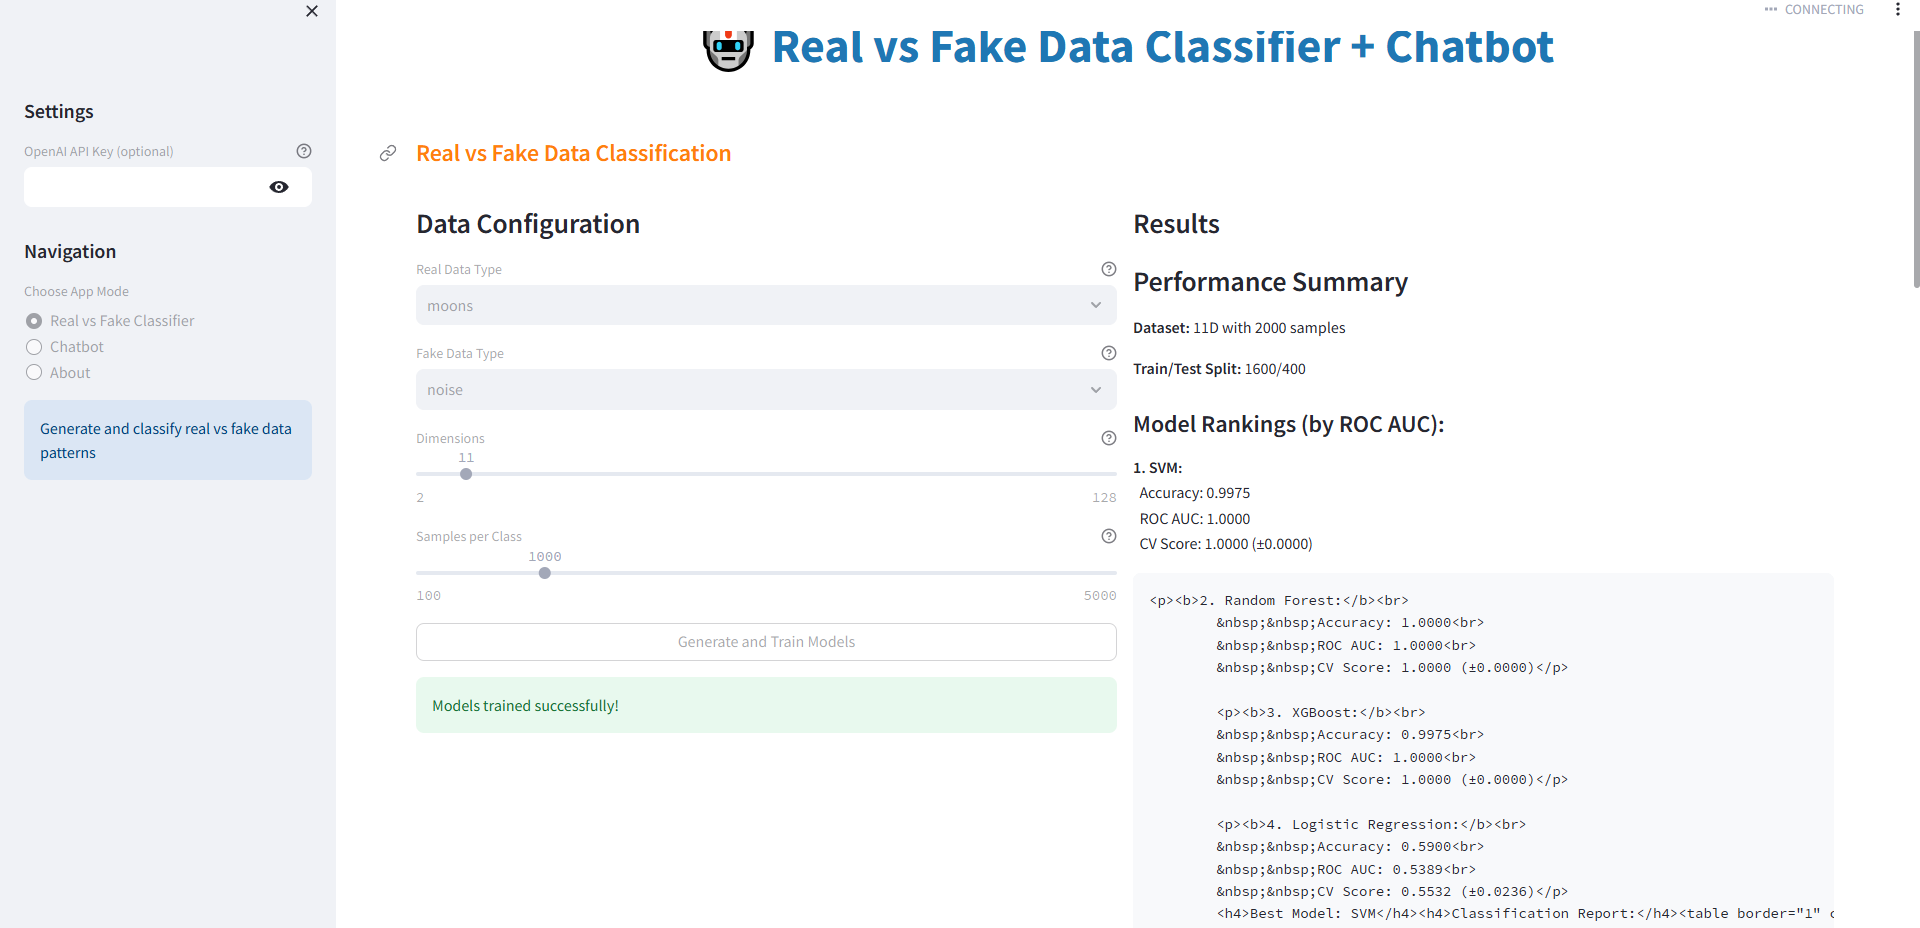 CONNECTING
Real vs Fake Data Classifier + Chatbot
Settings
OpenAI API Key (optional)
Navigation
Choose App Mode
Real vs Fake Classifier
Chatbot
About
Generate and classify real vs fake data
patterns
Real vs Fake Data Classification
Data Configuration
Real Data Type
moons
Fake Data Type
noise
Dimensions
11
2
128
Samples per Class
1000
100
5000
Generate and Train Models
Models trained successfully!
Results
Performance Summary
Dataset: 11D with 2000 samples
Train/Test Split: 1600/400
Model Rankings (by ROC AUC):
1. SVM:
Accuracy: 0.9975
ROC AUC: 1.0000
CV Score: 1.0000 (±0.0000)
<p><b>2. Random Forest:</b><br>
&nbsp;&nbsp;Accuracy: 1.0000<br>
&nbsp;&nbsp;ROC AUC: 1.0000<br>
&nbsp;&nbsp;CV Score: 1.0000 (±0.0000)</p>
<p><b>3. XGBoost:</b><br>
&nbsp;&nbsp;Accuracy: 0.9975<br>
&nbsp;&nbsp;ROC AUC: 1.0000<br>
&nbsp;&nbsp;CV Score: 1.0000 (±0.0000)</p>
<p><b>4. Logistic Regression:</b><br>
&nbsp;&nbsp;Accuracy: 0.5900<br>
&nbsp;&nbsp;ROC AUC: 0.5389<br>
&nbsp;&nbsp;CV Score: 0.5532 (±0.0236)</p>
<h4>Best Model: SVM</h4><h4>Classification Report:</h4><table border="1"